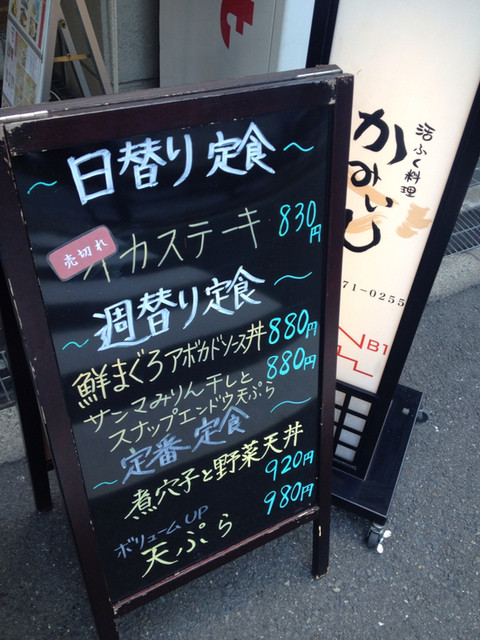 〜日替り定食〜
売切れ
イカステーキ 830円
〜週替り定食〜
鮮まぐろアボカドソース丼 880円
サンマみりん干しと 880円
スナップエンドウ天ぷら
〜定番定食〜
煮穴子と野菜天丼
920円
ボリュームUP 980円
天ぷら
活ふぐ料理
71-0255
B1